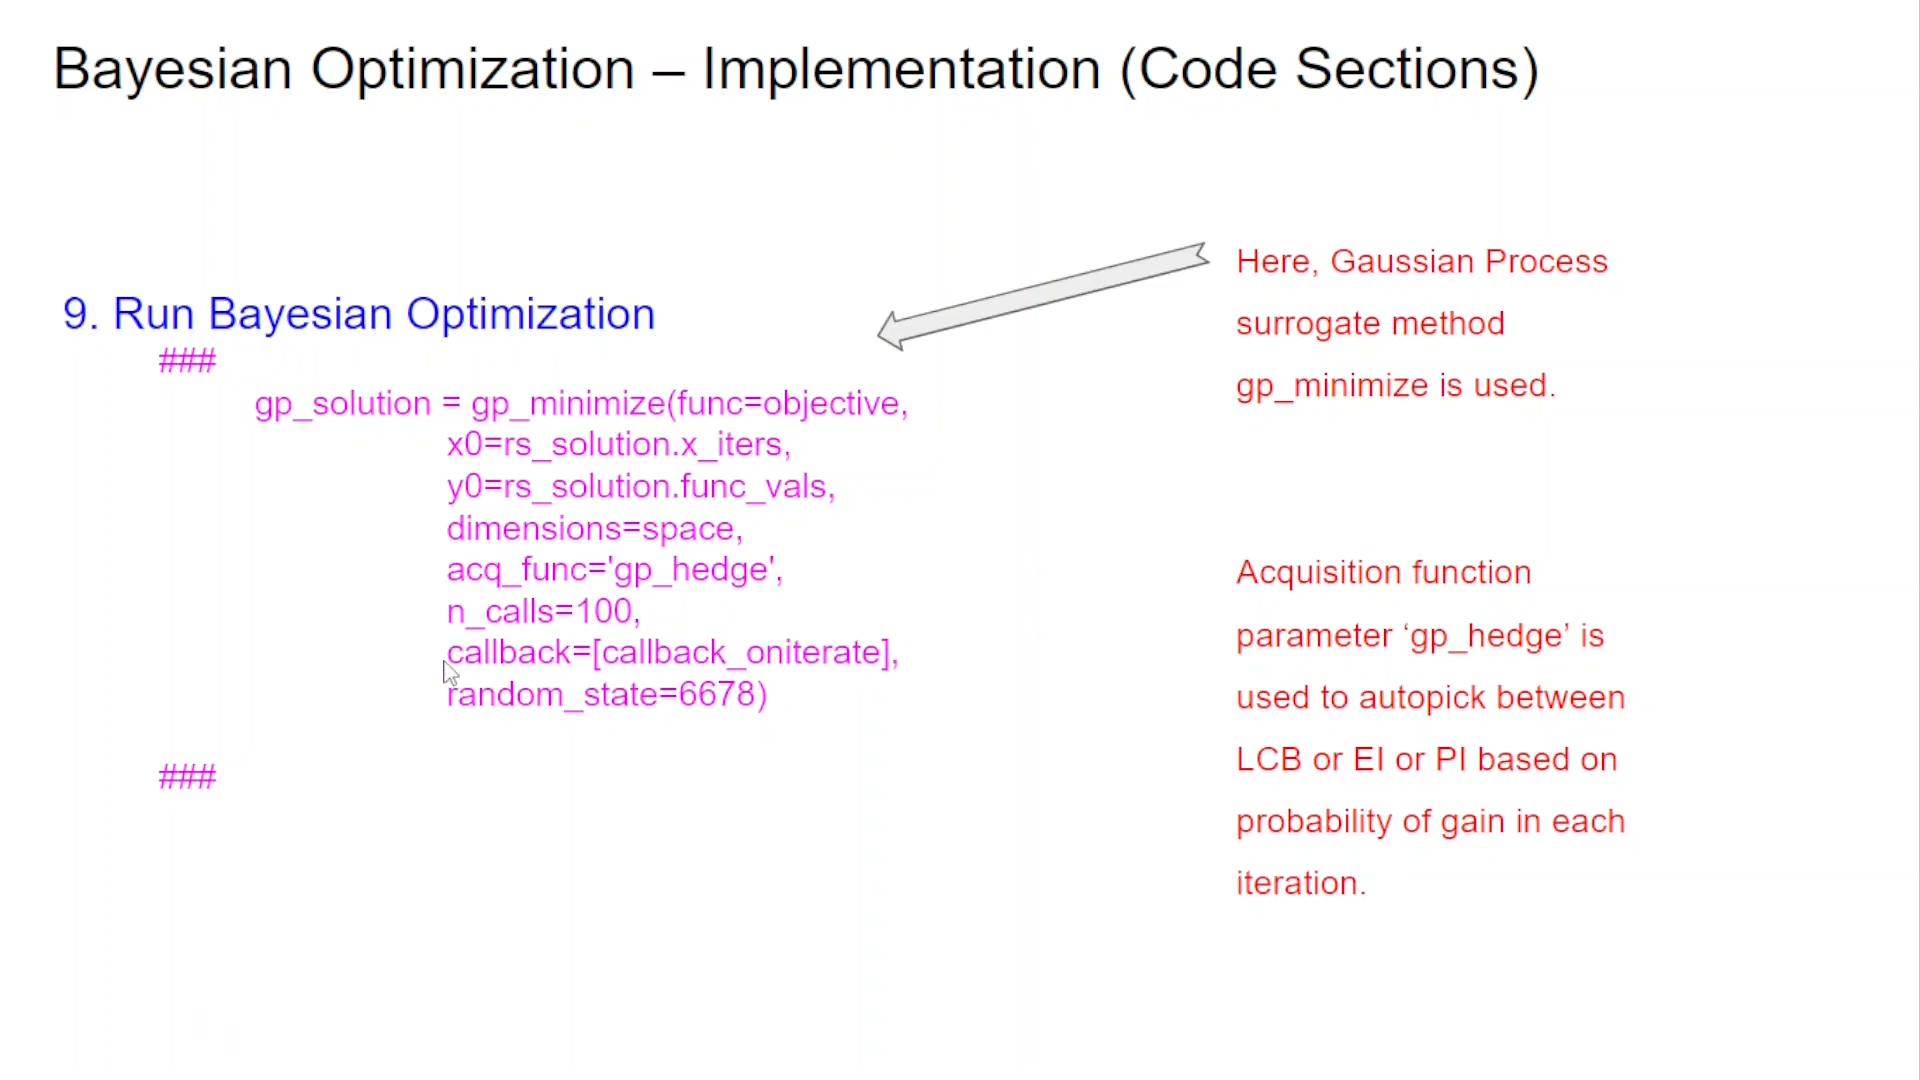 Bayesian Optimization – Implementation (Code Sections)
9. Run Bayesian Optimization
###
gp_solution = gp_minimize(func=objective,
x0=rs_solution.x_iters,
y0=rs_solution.func_vals,
dimensions=space,
acq_func='gp_hedge',
n_calls=100,
callback=[callback_oniterate],
random_state=6678)
###
Here, Gaussian Process
surrogate method
gp_minimize is used.
Acquisition function
parameter ‘gp_hedge’ is
used to autopick between
LCB or EI or PI based on
probability of gain in each
iteration.